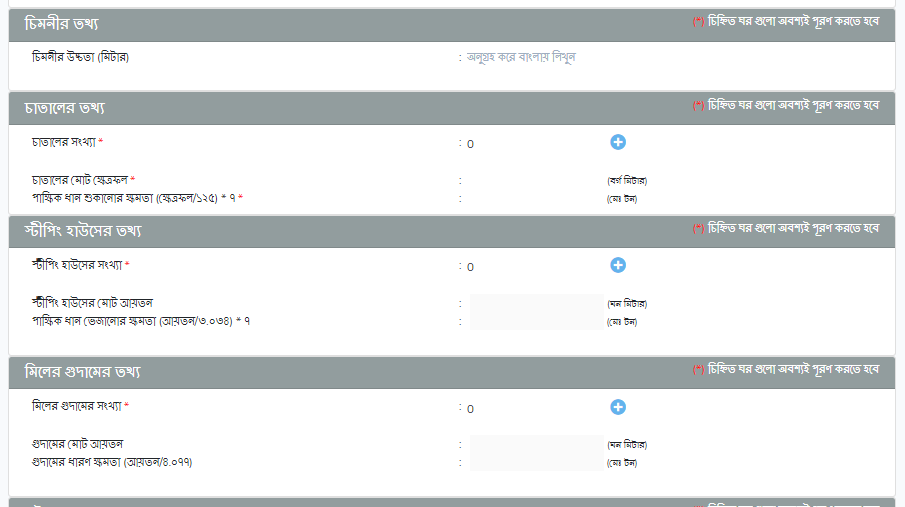 চিমনীর তথ্য (*) চিহ্নিত ঘর গুলো অবশ্যই পূরণ করতে হবে
চিমনীর উচ্চতা (মিটার) : অনুগ্রহ করে বাংলায় লিখুন
চাতালের তথ্য (*) চিহ্নিত ঘর গুলো অবশ্যই পূরণ করতে হবে
চাতালের সংখ্যা * : 0
চাতালের মোট ক্ষেত্রফল * : (বর্গ মিটার)
পাক্ষিক ধান শুকানোর ক্ষমতা (ক্ষেত্রফল/১২৫) * ৭ * : (মেঃ টন)
স্টীপিং হাউসের তথ্য (*) চিহ্নিত ঘর গুলো অবশ্যই পূরণ করতে হবে
স্টীপিং হাউসের সংখ্যা * : 0
স্টীপিং হাউসের মোট আয়তন : (ঘন মিটার)
পাক্ষিক ধান ভেজানোর ক্ষমতা (আয়তন/৩.০৩৪) * ৭ : (মেঃ টন)
মিলের গুদামের তথ্য (*) চিহ্নিত ঘর গুলো অবশ্যই পূরণ করতে হবে
মিলের গুদামের সংখ্যা * : 0
গুদামের মোট আয়তন : (ঘন মিটার)
গুদামের ধারণ ক্ষমতা (আয়তন/৪.০৭৭) : (মেঃ টন)